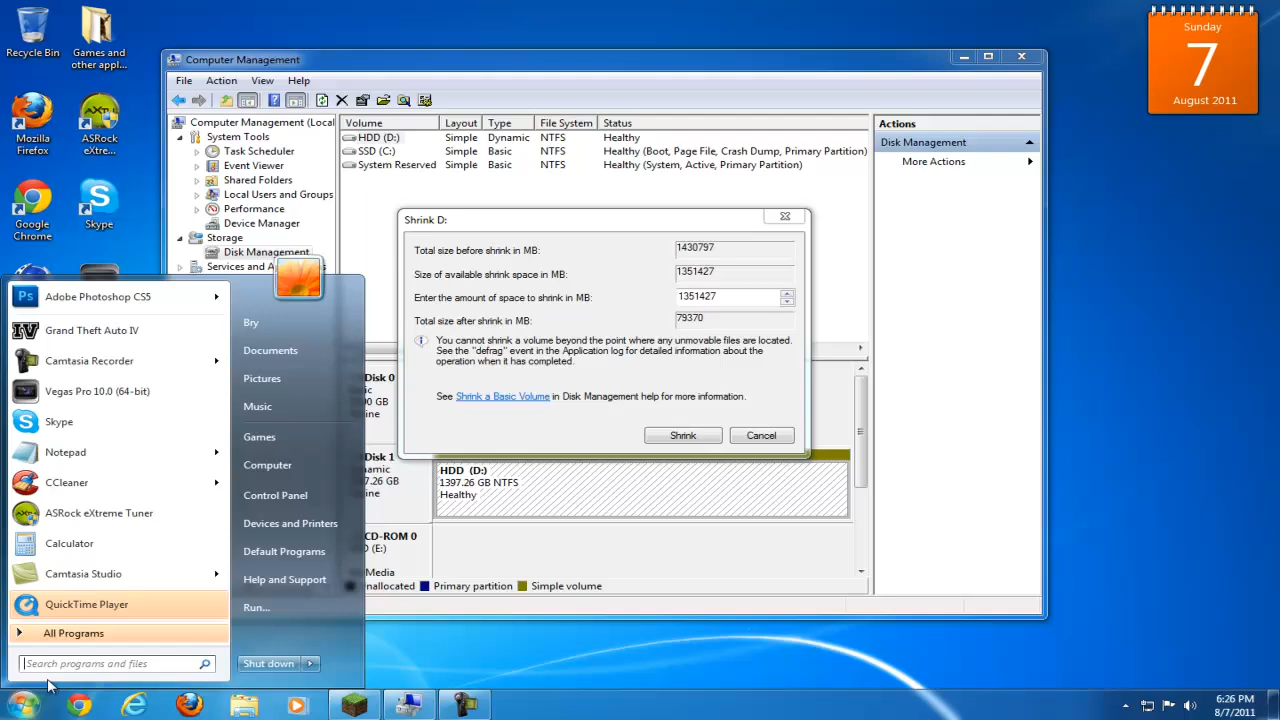 Recycle Bin
Games and
other appl...
Mozilla
Firefox
ASRock
eXtre...
Google
Chrome
Skype
Sunday
7
August 2011
Computer Management
File Action View Help
Computer Management (Local
System Tools
Task Scheduler
Event Viewer
Shared Folders
Local Users and Groups
Performance
Device Manager
Storage
Disk Management
Services and A
Volume Layout Type File System Status
HDD (D:) Simple Dynamic NTFS Healthy
SSD (C:) Simple Basic NTFS Healthy (Boot, Page File, Crash Dump, Primary Partition)
System Reserved Simple Basic NTFS Healthy (System, Active, Primary Partition)
Actions
Disk Management
More Actions
Shrink D:
Total size before shrink in MB: 1430797
Size of available shrink space in MB: 1351427
Enter the amount of space to shrink in MB: 1351427
Total size after shrink in MB: 79370
You cannot shrink a volume beyond the point where any unmovable files are located.
See the "defrag" event in the Application log for detailed information about the
operation when it has completed.
See Shrink a Basic Volume in Disk Management help for more information.
Shrink Cancel
Disk 0
ic
00 GB
ine
Disk 1
amic
97.26 GB
ine
HDD (D:)
1397.26 GB NTFS
Healthy
CD-ROM 0
D (E:)
Media
nallocated Primary partition Simple volume
Ps Adobe Photoshop CS5
IV Grand Theft Auto IV
Camtasia Recorder
Vegas Pro 10.0 (64-bit)
Skype
Notepad
CCleaner
ASRock eXtreme Tuner
Calculator
Camtasia Studio
QuickTime Player
All Programs
Search programs and files
Bry
Documents
Pictures
Music
Games
Computer
Control Panel
Devices and Printers
Default Programs
Help and Support
Run...
Shut down
6:26 PM
8/7/2011